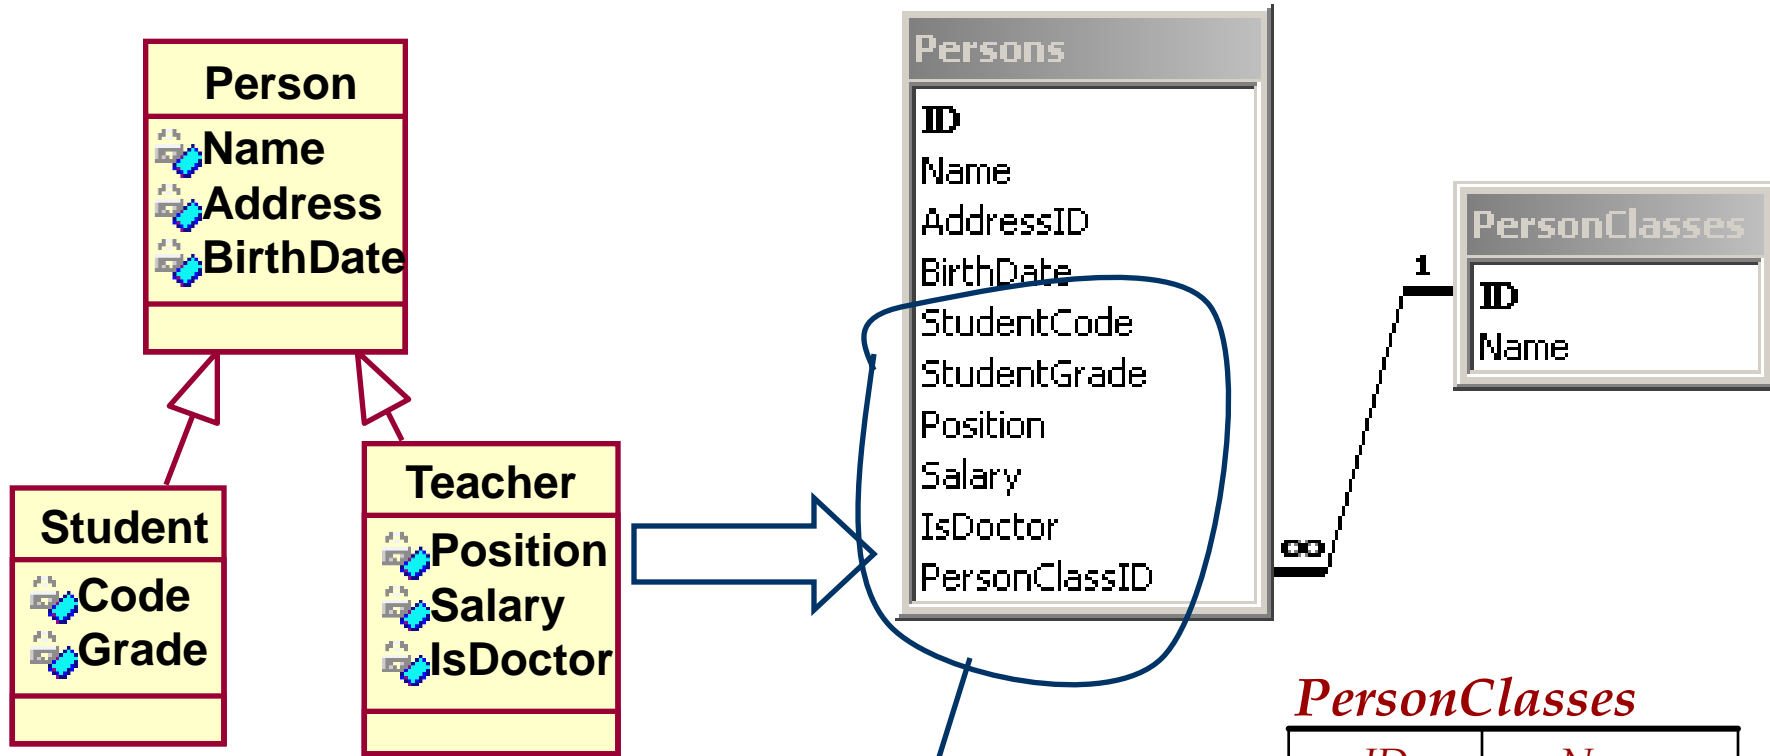 Person
Name
Address
BirthDate
Student
Code
Grade
Teacher
Position
Salary
IsDoctor
Persons
ID
Name
AddressID
BirthDate
StudentCode
StudentGrade
Position
Salary
IsDoctor
PersonClassID
∞
1
PersonClasses
ID
Name
PersonClasses
ID